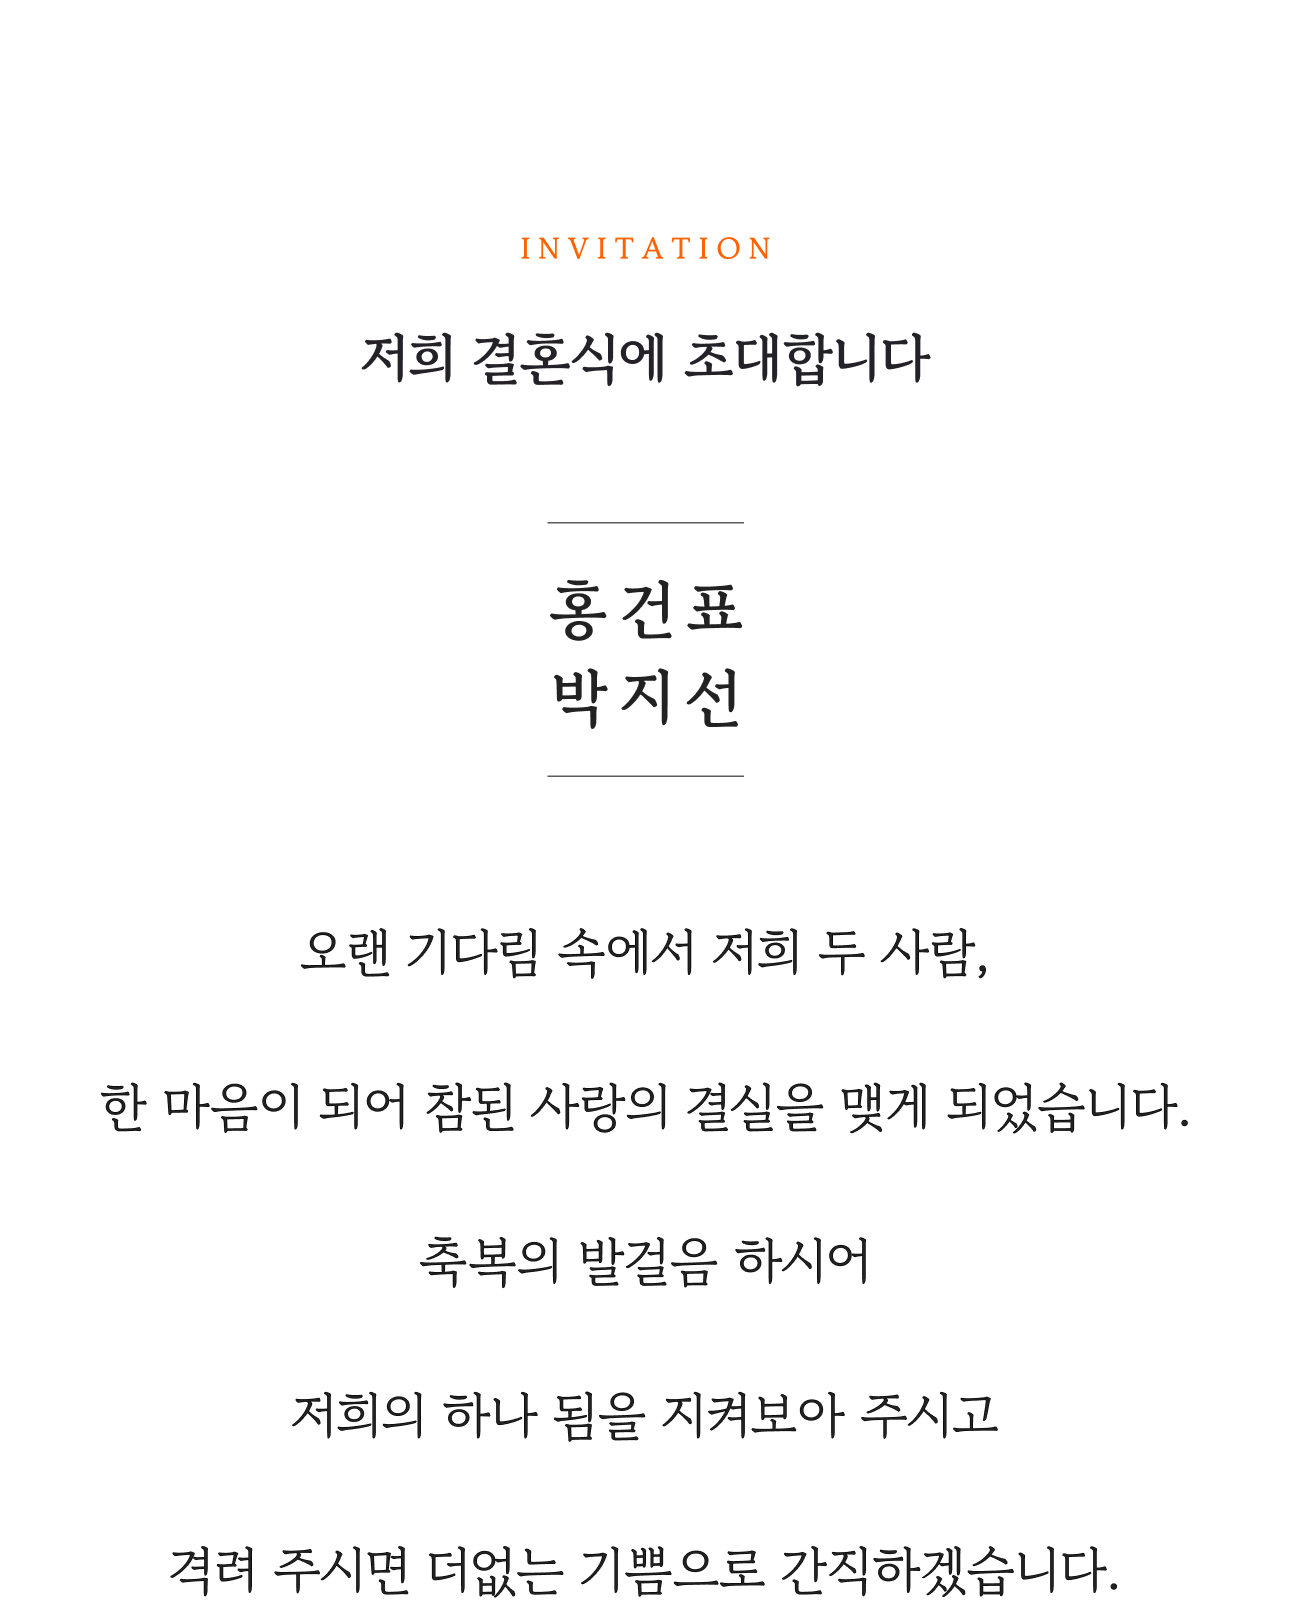 INVITATION
저희 결혼식에 초대합니다
홍건표
박지선
오랜 기다림 속에서 저희 두 사람,
한 마음이 되어 참된 사랑의 결실을 맺게 되었습니다.
축복의 발걸음 하시어
저희의 하나 됨을 지켜보아 주시고
격려 주시면 더없는 기쁨으로 간직하겠습니다.